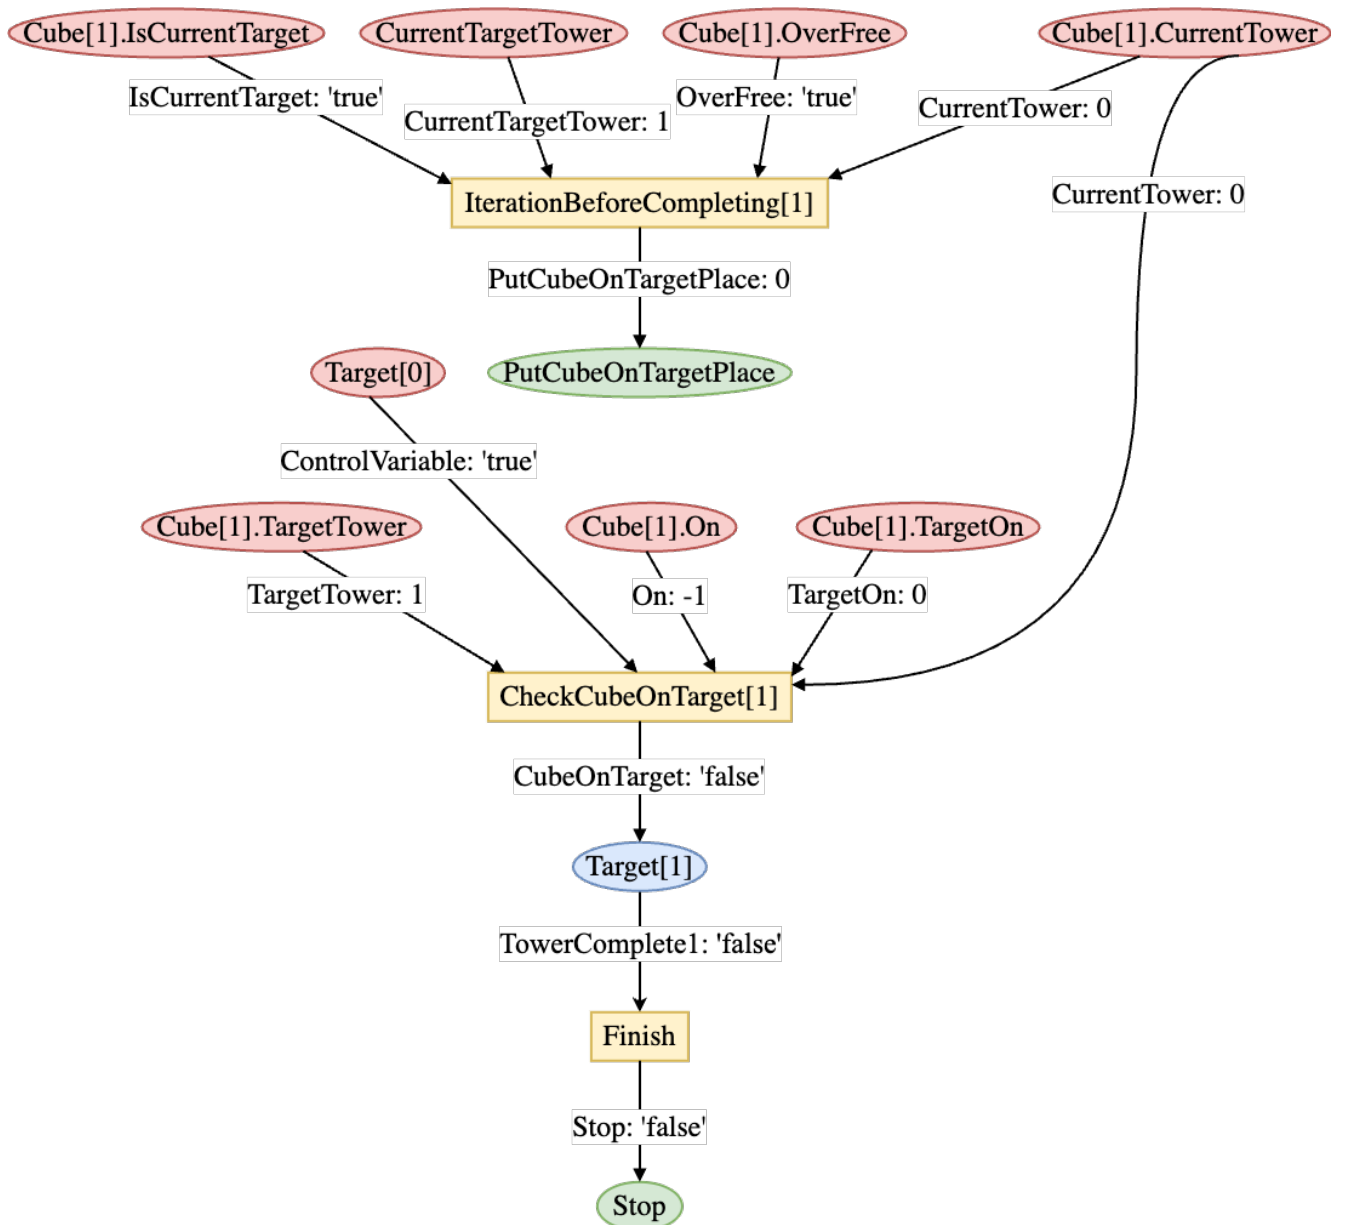 Cube[1].IsCurrentTarget
CurrentTargetTower
Cube[1].OverFree
Cube[1].CurrentTower
IsCurrentTarget: 'true'
CurrentTargetTower: 1
OverFree: 'true'
CurrentTower: 0
CurrentTower: 0
IterationBeforeCompleting[1]
PutCubeOnTargetPlace: 0
Target[0]
PutCubeOnTargetPlace
ControlVariable: 'true'
Cube[1].TargetTower
Cube[1].On
Cube[1].TargetOn
TargetTower: 1
On: -1
TargetOn: 0
CheckCubeOnTarget[1]
CubeOnTarget: 'false'
Target[1]
TowerComplete1: 'false'
Finish
Stop: 'false'
Stop